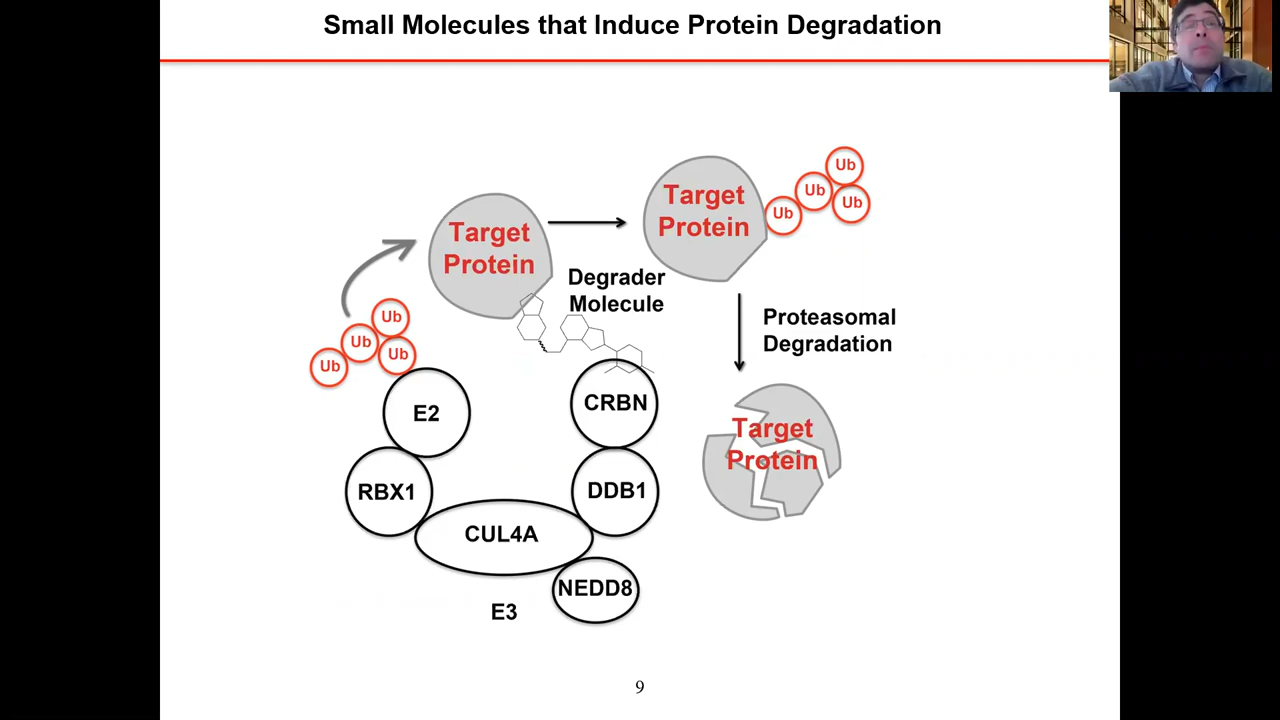 Small Molecules that Induce Protein Degradation
Target
Protein
Degrader
Molecule
Target
Protein
Ub
Ub
Ub
Ub
Proteasomal
Degradation
Target
Protein
Ub
Ub
Ub
Ub
E2
RBX1
CUL4A
CRBN
DDB1
NEDD8
E3
9